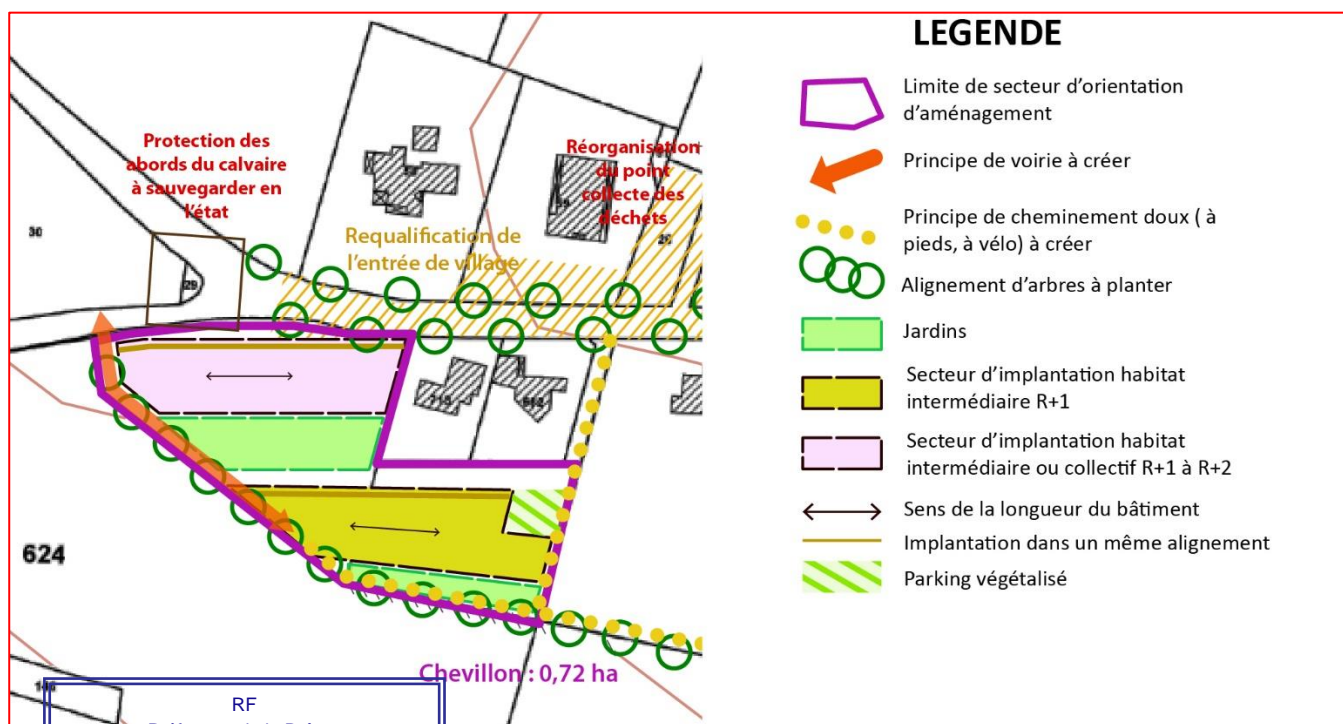 LEGENDE
Limite de secteur d'orientation
d'aménagement
Principe de voirie à créer
Principe de cheminement doux ( à
pieds, à vélo) à créer
Alignement d'arbres à planter
Jardins
Secteur d'implantation habitat
intermédiaire R+1
Secteur d'implantation habitat
intermédiaire ou collectif R+1 à R+2
Sens de la longueur du bâtiment
Implantation dans un même alignement
Parking végétalisé
Protection des
abords du calvaire
à sauvegarder en
l'état
Réorganisation
du point
collecte des
déchets
Requalification de
l'entrée de village
30
29
26
713
624
Chevillon : 0,72 ha
RF